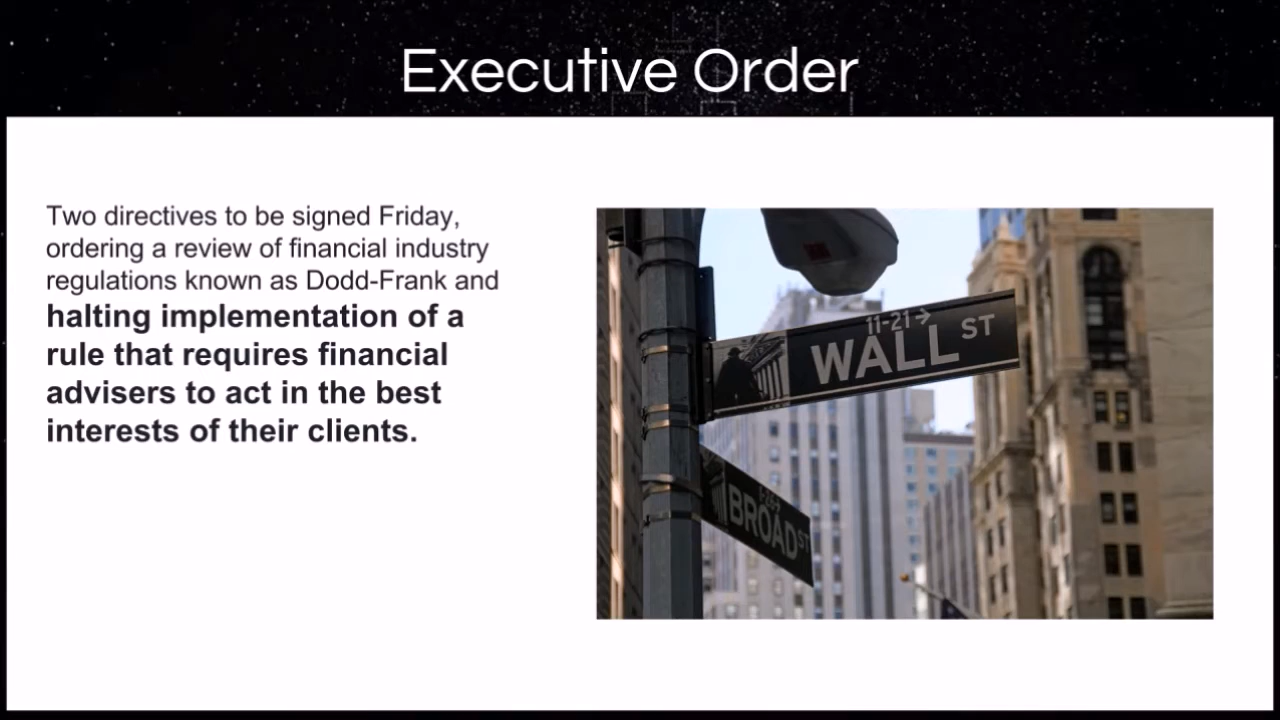 Executive Order
Two directives to be signed Friday,
ordering a review of financial industry
regulations known as Dodd-Frank and
halting implementation of a
rule that requires financial
advisers to act in the best
interests of their clients.
11-21→
WALL ST
BROAD ST